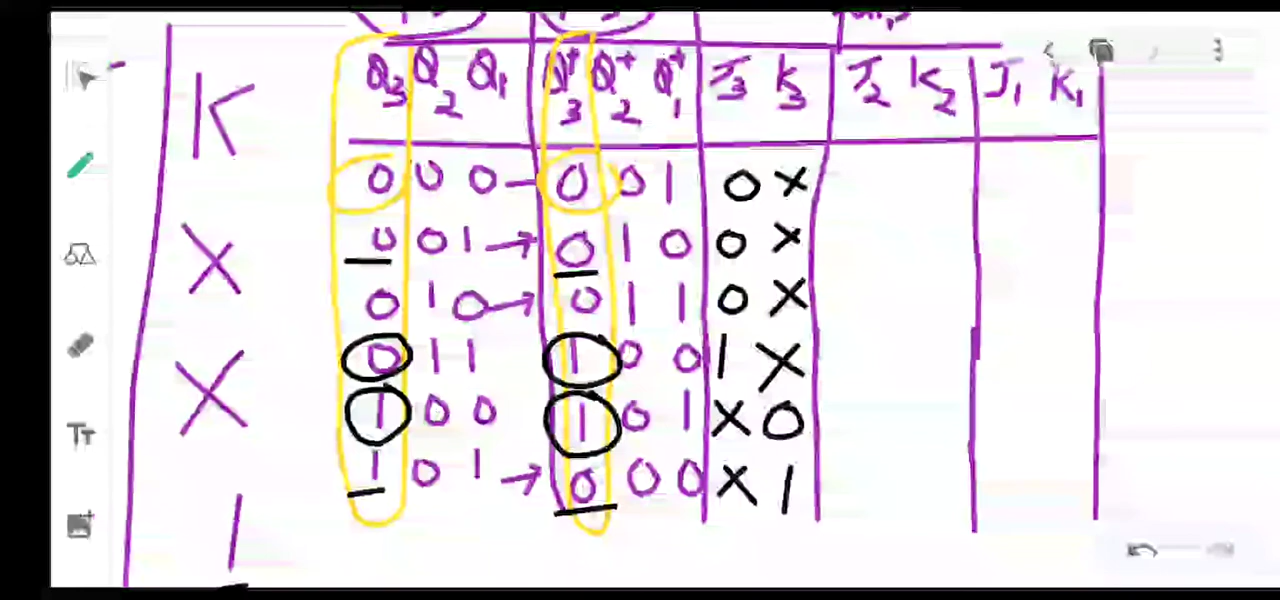 K
Q3 Q2 Q1 Q3+ Q2+ Q1+ J3 K3 J2 K2 J1 K1
0 0 0 – 0 0 1 0 X
X 0 0 1 → 0 1 0 0 X
0 1 0 → 0 1 1 0 X
X 0 1 1 1 0 0 1 X
1 0 0 1 0 1 X 0
1 0 1 → 0 0 0 X 1
1
Tт